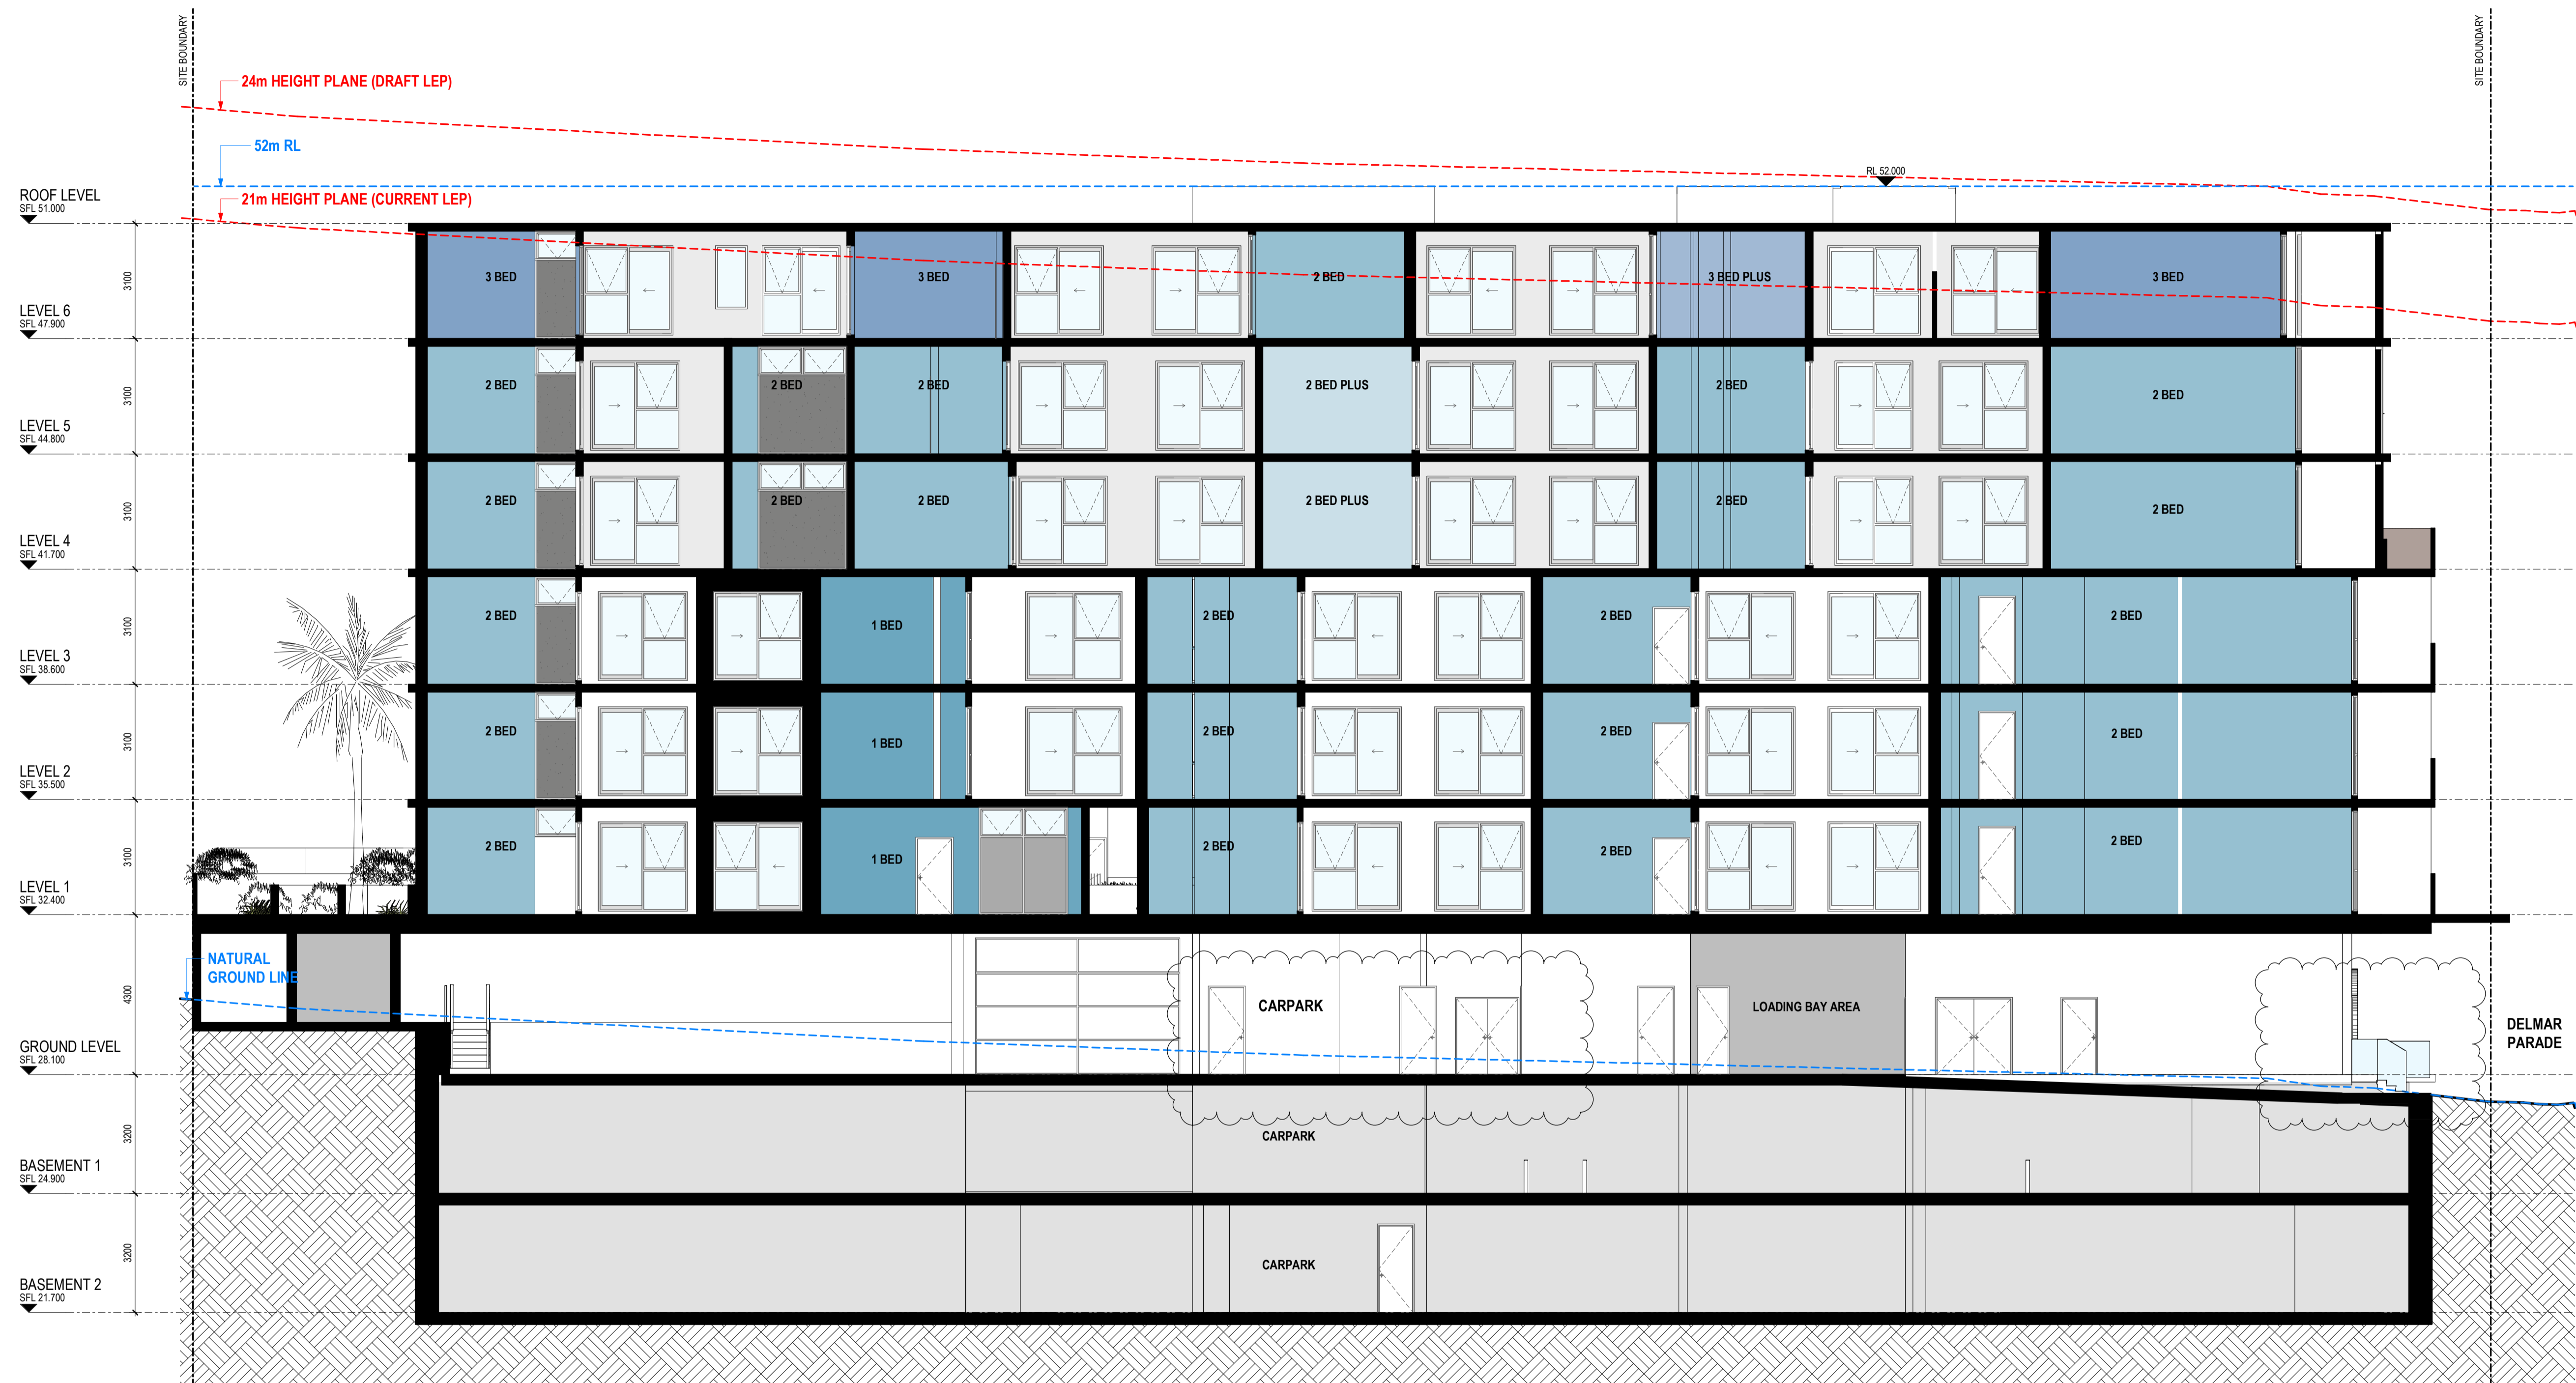 SITE BOUNDARY
SITE BOUNDARY
24m HEIGHT PLANE (DRAFT LEP)
52m RL
RL 52.000
ROOF LEVEL
SFL 51.000
21m HEIGHT PLANE (CURRENT LEP)
3100
3 BED
3 BED
2 BED
3 BED PLUS
3 BED
LEVEL 6
SFL 47.900
3100
2 BED
2 BED
2 BED
2 BED PLUS
2 BED
2 BED
LEVEL 5
SFL 44.800
3100
2 BED
2 BED
2 BED
2 BED PLUS
2 BED
2 BED
LEVEL 4
SFL 41.700
3100
2 BED
1 BED
2 BED
2 BED
2 BED
LEVEL 3
SFL 38.600
3100
2 BED
1 BED
2 BED
2 BED
2 BED
LEVEL 2
SFL 35.500
3100
2 BED
1 BED
2 BED
2 BED
2 BED
LEVEL 1
SFL 32.400
NATURAL
GROUND LINE
4300
CARPARK
LOADING BAY AREA
DELMAR
PARADE
GROUND LEVEL
SFL 28.100
3200
CARPARK
BASEMENT 1
SFL 24.900
3200
CARPARK
BASEMENT 2
SFL 21.700